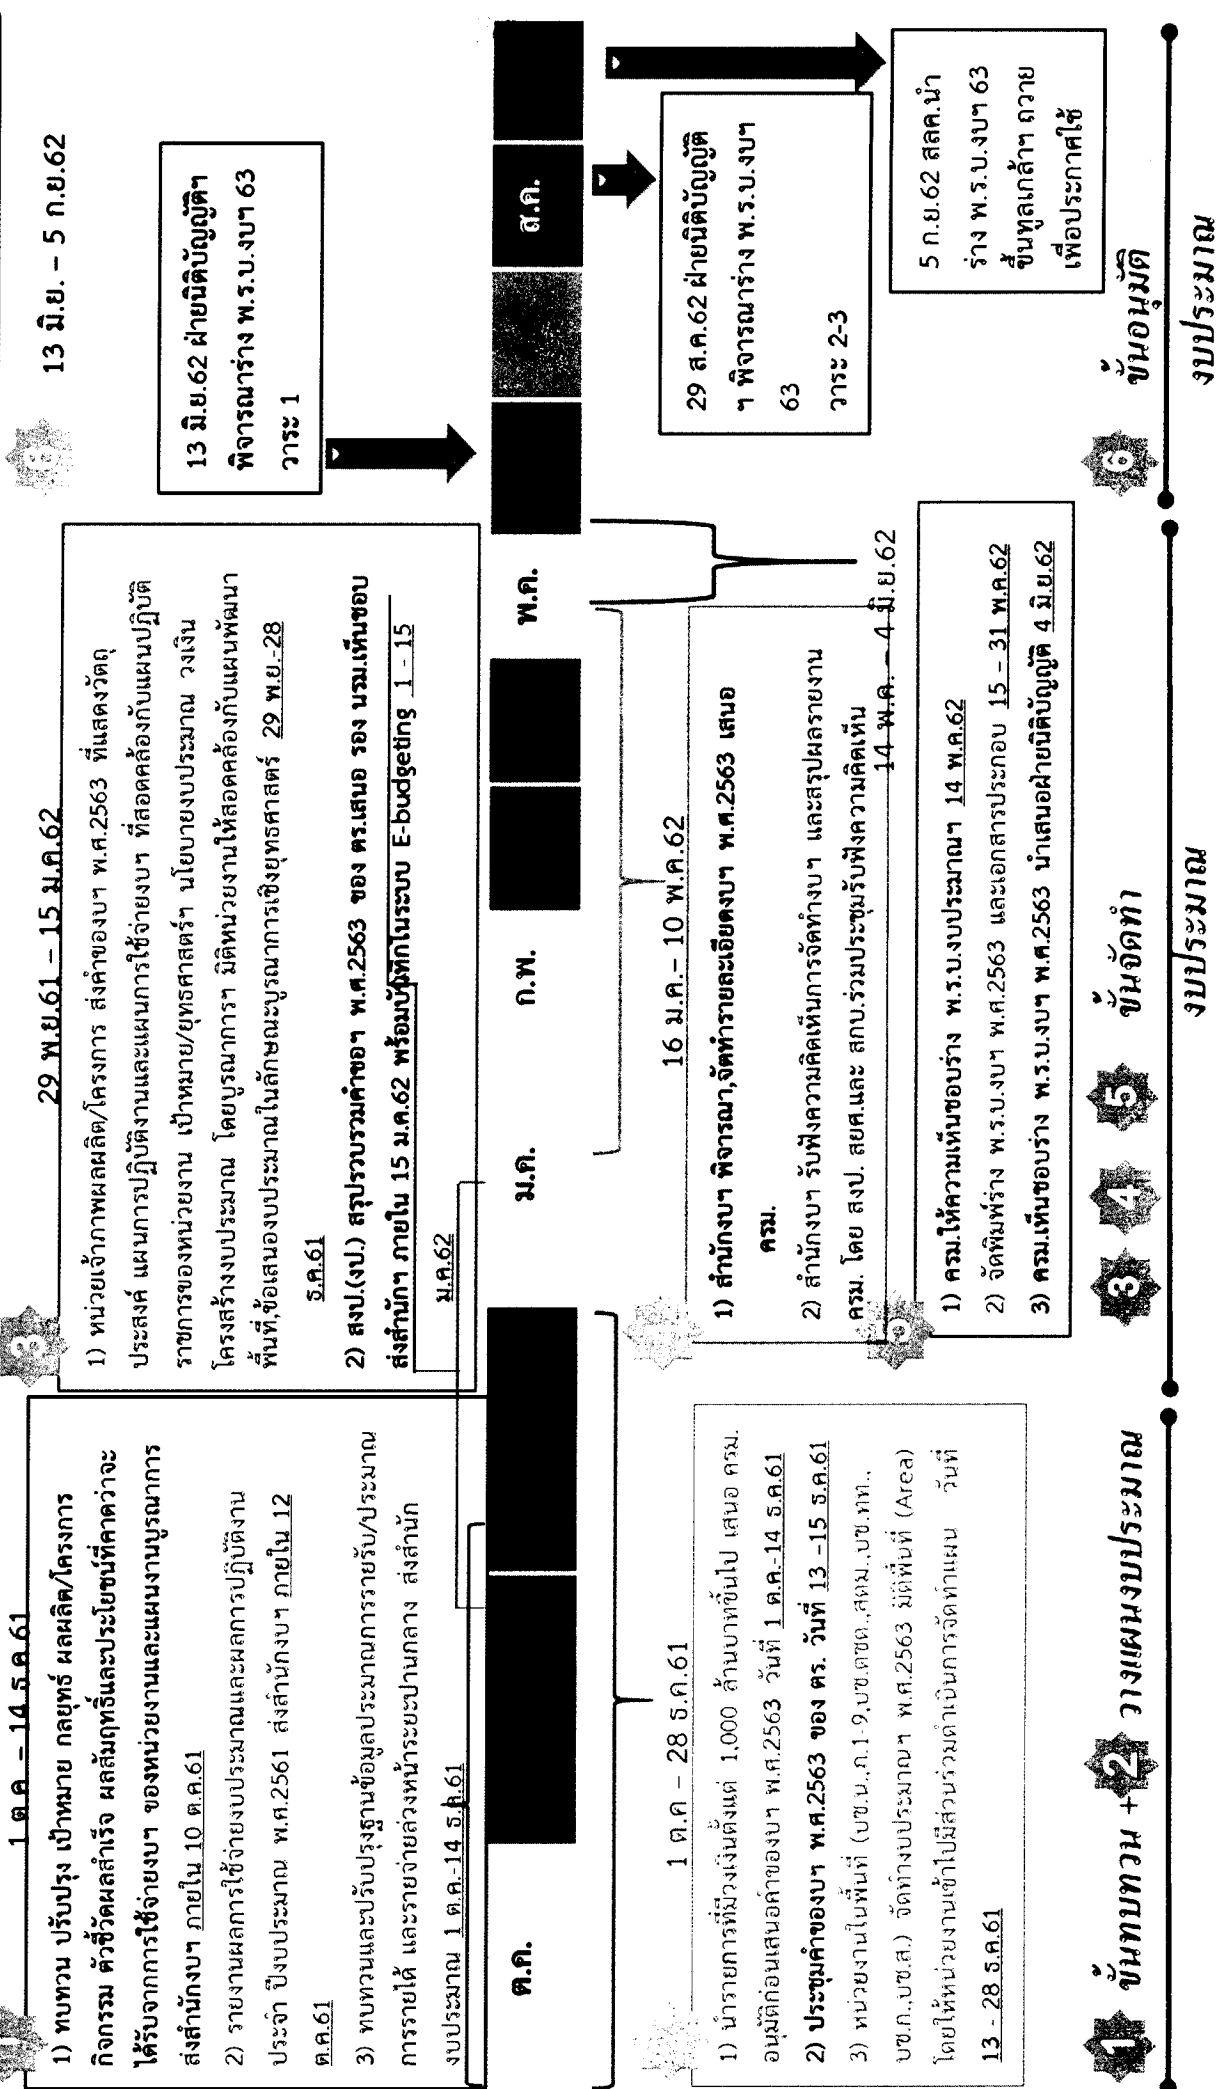 1 ต.ค – 14 ธ.ค.61
1) ทบทวน ปรับปรุง เป้าหมาย กลยุทธ์ ผลผลิต/โครงการ
กิจกรรม ตัวชี้วัดผลสำเร็จ ผลสัมฤทธิ์และประโยชน์ที่คาดว่าจะ
ได้รับจากการใช้จ่ายงบฯ ของหน่วยงานและแผนงานบูรณาการ
ส่งสำนักงบฯ ภายใน 10 ต.ค.61
2) รายงานผลการใช้จ่ายงบประมาณและผลการปฏิบัติงาน
ประจำ ปีงบประมาณ พ.ศ.2561 ส่งสำนักงบฯ ภายใน 12
ต.ค.61
3) ทบทวนและปรับปรุงฐานข้อมูลประมาณการรายรับ/ประมาณ
การรายได้ และรายจ่ายล่วงหน้าระยะปานกลาง ส่งสำนัก
งบประมาณ 1 ต.ค.-14 ธ.ค.61
3
29 พ.ย.61 – 15 ม.ค.62
1) หน่วยเจ้าภาพผลผลิต/โครงการ ส่งคำของบฯ พ.ศ.2563 ที่แสดงวัตถุ
ประสงค์ แผนการปฏิบัติงานและแผนการใช้จ่ายงบฯ ที่สอดคล้องกับแผนปฏิบัติ
ราชการของหน่วยงาน เป้าหมาย/ยุทธศาสตร์ฯ นโยบายงบประมาณ วงเงิน
โครงสร้างงบประมาณ โดยบูรณาการฯ มิติหน่วยงานให้สอดคล้องกับแผนพัฒนา
พื้นที่,ข้อเสนองบประมาณในลักษณะบูรณาการเชิงยุทธศาสตร์ 29 พ.ย.-28
ธ.ค.61
2) สงป.(งป.) สรุปรวบรวมคำขอฯ พ.ศ.2563 ของ ตร.เสนอ รอง นรม.เห็นชอบ
ส่งสำนักฯ ภายใน 15 ม.ค.62 พร้อมบันทึกในระบบ E-budgeting 1 - 15
ม.ค.62
6
13 มิ.ย. – 5 ก.ย.62
13 มิ.ย.62 ฝ่ายนิติบัญญัติฯ
พิจารณาร่าง พ.ร.บ.งบฯ 63
วาระ 1
ต.ค.
ม.ค.
ก.พ.
พ.ค.
ส.ค.
1 ต.ค – 28 ธ.ค.61
1) นำรายการที่มีวงเงินตั้งแต่ 1,000 ล้านบาทขึ้นไป เสนอ ครม.
อนุมัติก่อนเสนอคำของบฯ พ.ศ.2563 วันที่ 1 ต.ค.-14 ธ.ค.61
2) ประชุมคำของบฯ พ.ศ.2563 ของ ตร. วันที่ 13 –15 ธ.ค.61
3) หน่วยงานในพื้นที่ (บช.น.,ภ.1-9,บช.ตชด.,สตม.,บช.ทท.,
บช.ก.,บช.ส.) จัดทำงบประมาณฯ พ.ศ.2563 มิติพื้นที่ (Area)
โดยให้หน่วยงานเข้าไปมีส่วนร่วมดำเนินการจัดทำแผน วันที่
13 - 28 ธ.ค.61
16 ม.ค.– 10 พ.ค.62
1) สำนักงบฯ พิจารณา,จัดทำรายละเอียดงบฯ พ.ศ.2563 เสนอ
ครม.
2) สำนักงบฯ รับฟังความคิดเห็นการจัดทำงบฯ และสรุปผลรายงาน
ครม. โดย สงป. สยศ.และ สกบ.ร่วมประชุมรับฟังความคิดเห็น
5
14 พ.ค. – 4 มิ.ย.62
1) ครม.ให้ความเห็นชอบร่าง พ.ร.บ.งบประมาณฯ 14 พ.ค.62
2) จัดพิมพ์ร่าง พ.ร.บ.งบฯ พ.ศ.2563 และเอกสารประกอบ 15 – 31 พ.ค.62
3) ครม.เห็นชอบร่าง พ.ร.บ.งบฯ พ.ศ.2563 นำเสนอฝ่ายนิติบัญญัติ 4 มิ.ย.62
29 ส.ค.62 ฝ่ายนิติบัญญัติ
ฯ พิจารณาร่าง พ.ร.บ.งบฯ
63
วาระ 2-3
5 ก.ย.62 สลค.นำ
ร่าง พ.ร.บ.งบฯ 63
ขึ้นทูลเกล้าฯ ถวาย
เพื่อประกาศใช้
1 ขั้นทบทวน + 2 วางแผนงบประมาณ
3 4 5 ขั้นจัดทำ
งบประมาณ
6 ขั้นอนุมัติ
งบประมาณ